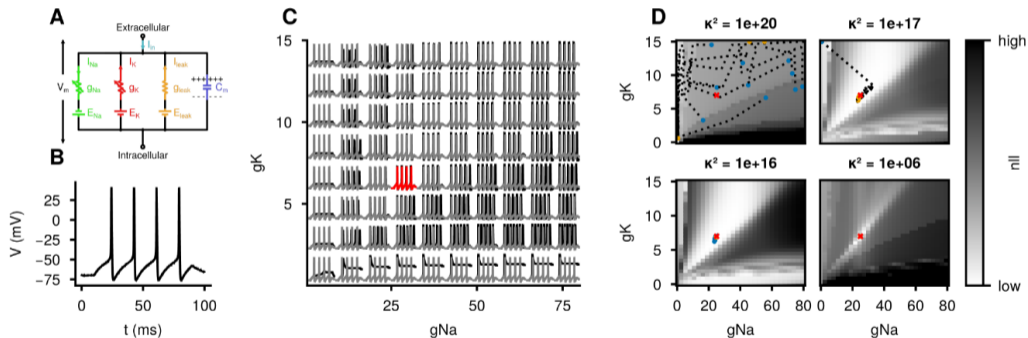 A
Extracellular
I_in
I_Na
I_K
I_leak
V_m
+++++++
g_Na
g_K
g_leak
C_m
E_Na
E_K
E_leak
Intracellular
B
V (mV)
25
0
−25
−50
−75
0
50
100
t (ms)
C
gK
15
10
5
25
50
75
gNa
D
κ² = 1e+20
κ² = 1e+17
gK
15
10
5
0
κ² = 1e+16
κ² = 1e+06
gK
15
10
5
0
0 20 40 60 80
0 20 40 60 80
gNa
gNa
high
nll
low